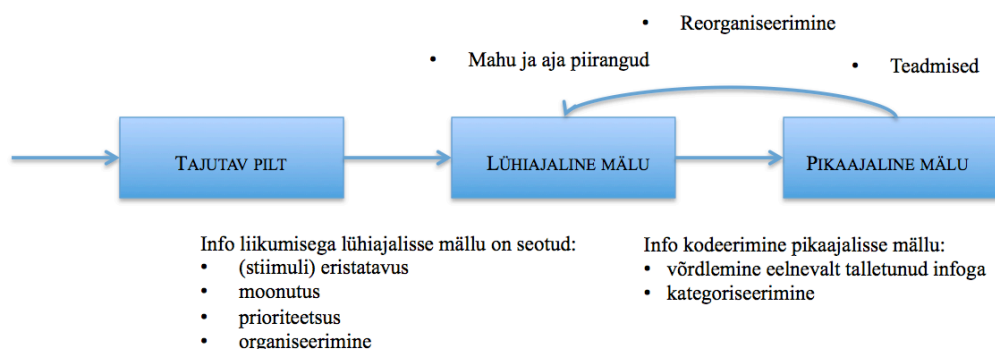 • Reorganiseerimine
• Mahu ja aja piirangud
• Teadmised
TAJUTAV PILT
LÜHIAJALINE MÄLU
PIKAAJALINE MÄLU
Info liikumisega lühiajalisse mällu on seotud:
• (stiimuli) eristatavus
• moonutus
• prioriteetsus
• organiseerimine
Info kodeerimine pikaajalisse mällu:
• võrdlemine eelnevalt talletunud infoga
• kategoriseerimine